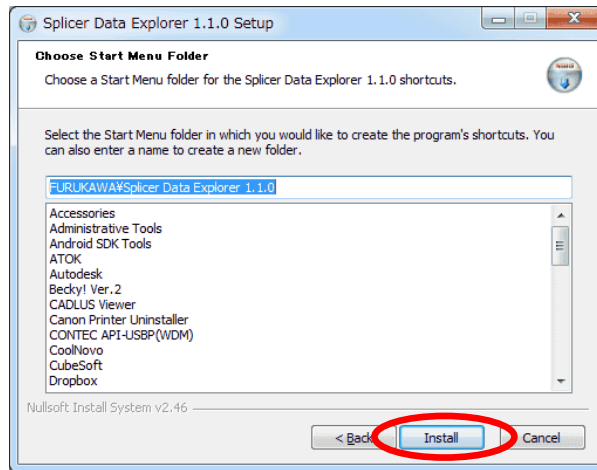 Splicer Data Explorer 1.1.0 Setup
Choose Start Menu Folder
Choose a Start Menu folder for the Splicer Data Explorer 1.1.0 shortcuts.
Select the Start Menu folder in which you would like to create the program's shortcuts. You
can also enter a name to create a new folder.
FURUKAWA¥Splicer Data Explorer 1.1.0
Accessories
Administrative Tools
Android SDK Tools
ATOK
Autodesk
Becky! Ver.2
CADLUS Viewer
Canon Printer Uninstaller
CONTEC API-USBP(WDM)
CoolNovo
CubeSoft
Dropbox
Nullsoft Install System v2.46
< Back Install Cancel